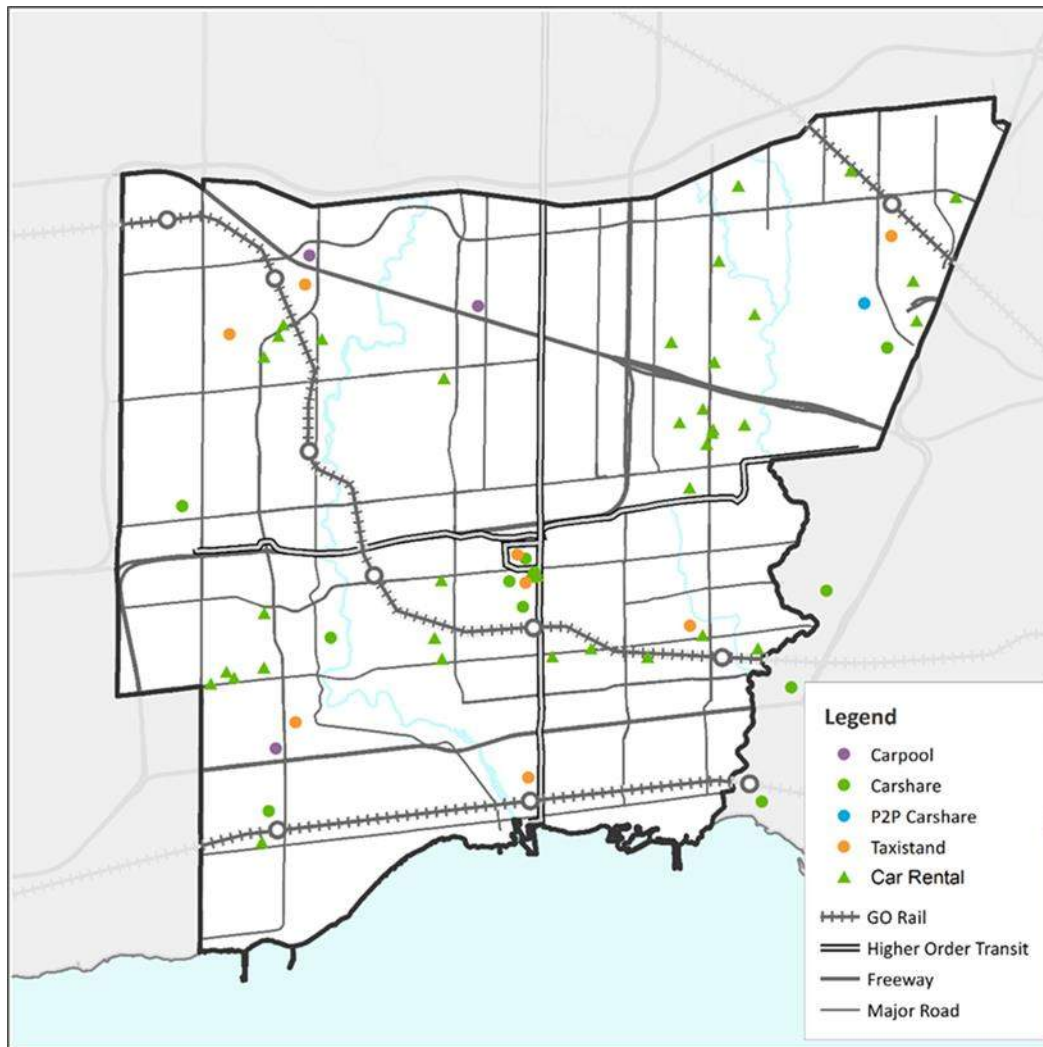 Legend
Carpool
Carshare
P2P Carshare
Taxistand
Car Rental
GO Rail
Higher Order Transit
Freeway
Major Road